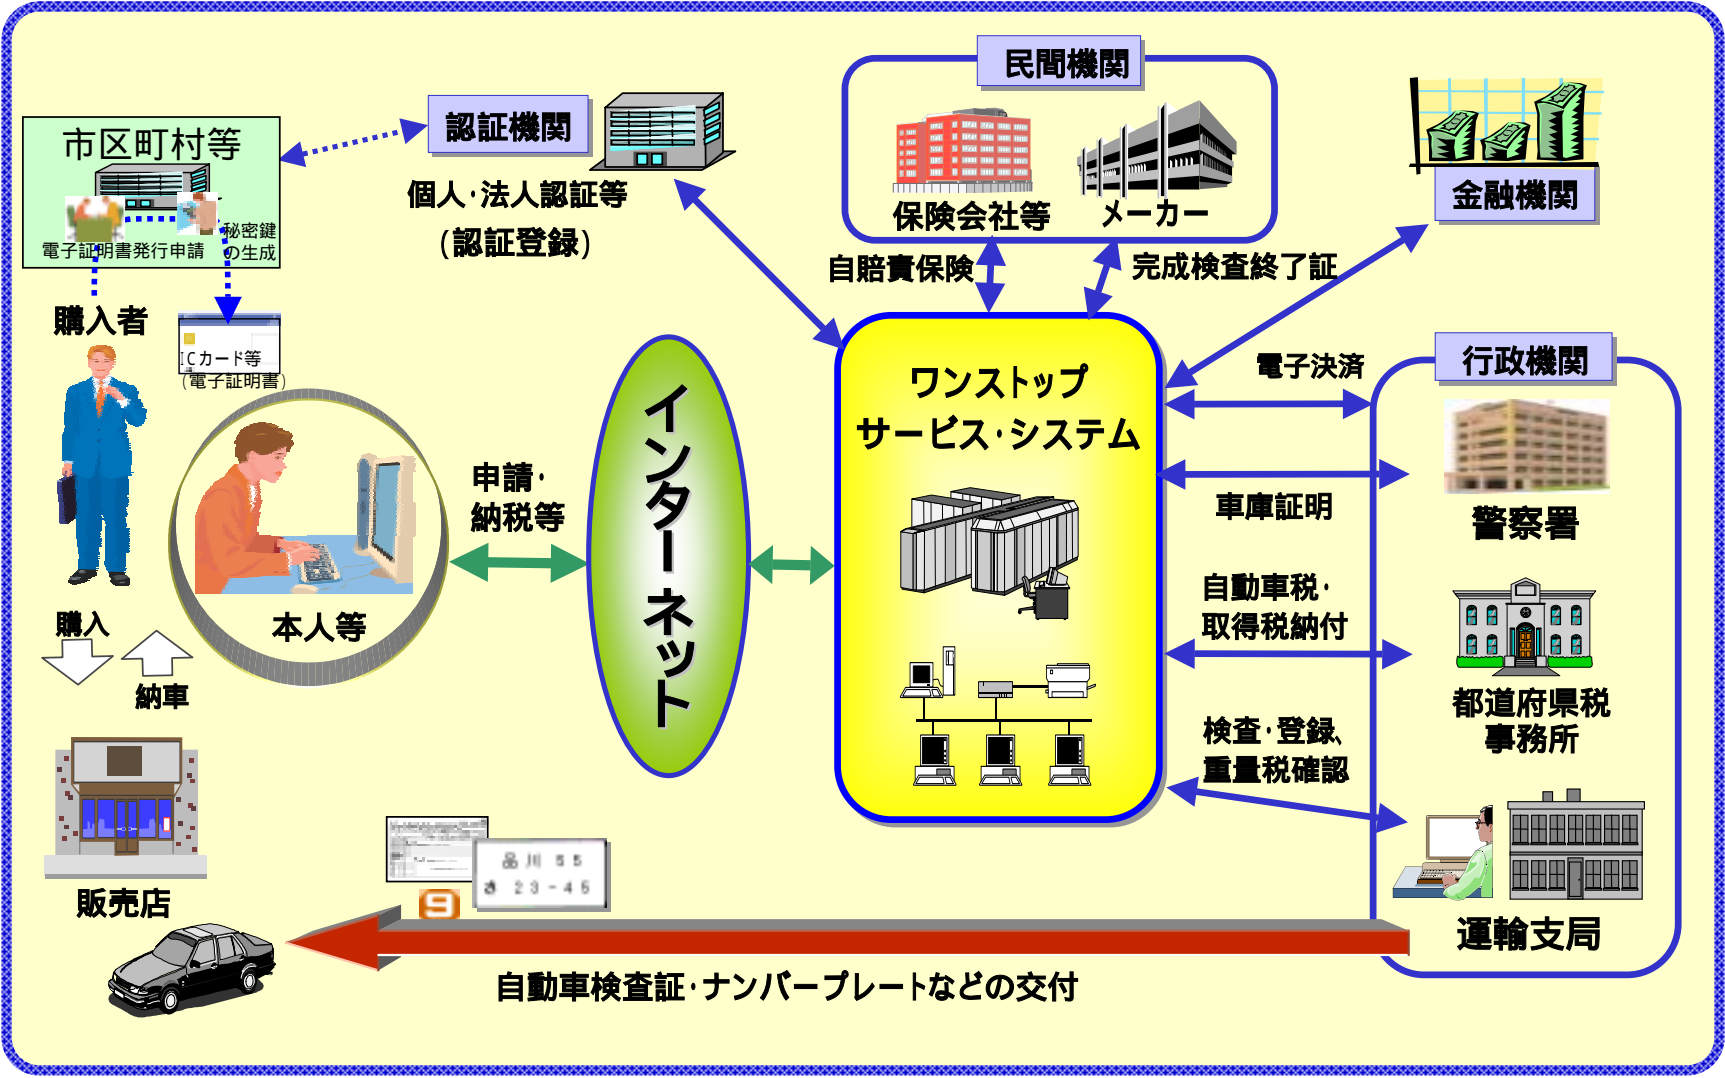 民間機関
認証機関
市区町村等
金融機関
個人・法人認証等
(認証登録)
保険会社等
メーカー
秘密鍵
の生成
電子証明書発行申請
自賠責保険
完成検査終了証
購入者
ICカード等
(電子証明書)
電子決済
行政機関
ワンストップ
サービス・システム
インターネット
申請・
納税等
車庫証明
警察署
自動車税・
取得税納付
本人等
購入
納車
都道府県税
事務所
検査・登録、
重量税確認
品川 55
き 23-45
9
販売店
運輸支局
自動車検査証・ナンバープレートなどの交付